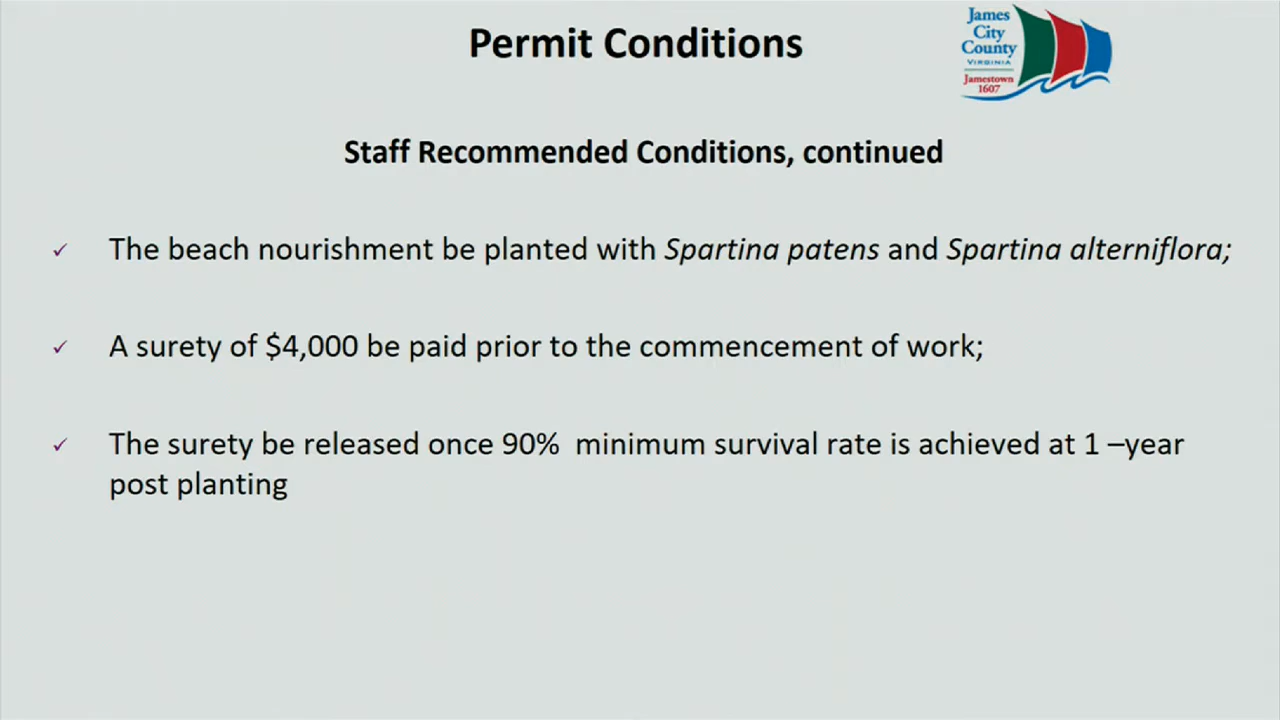 Permit Conditions
James
City
County
VIRGINIA
Jamestown
1607
Staff Recommended Conditions, continued
✓ The beach nourishment be planted with Spartina patens and Spartina alterniflora;
✓ A surety of $4,000 be paid prior to the commencement of work;
✓ The surety be released once 90%  minimum survival rate is achieved at 1 –year
post planting